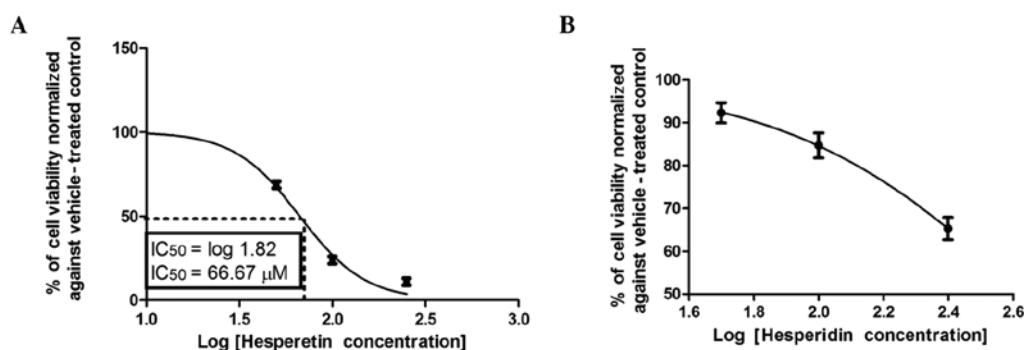 A
% of cell viability normalized
against vehicle-treated control
150
100
50
0
IC50 = log 1.82
IC50 = 66.67 μM
1.0 1.5 2.0 2.5 3.0
Log [Hesperetin concentration]
B
% of cell viability normalized
against vehicle-treated control
100
90
80
70
60
50
1.6 1.8 2.0 2.2 2.4 2.6
Log [Hesperidin concentration]